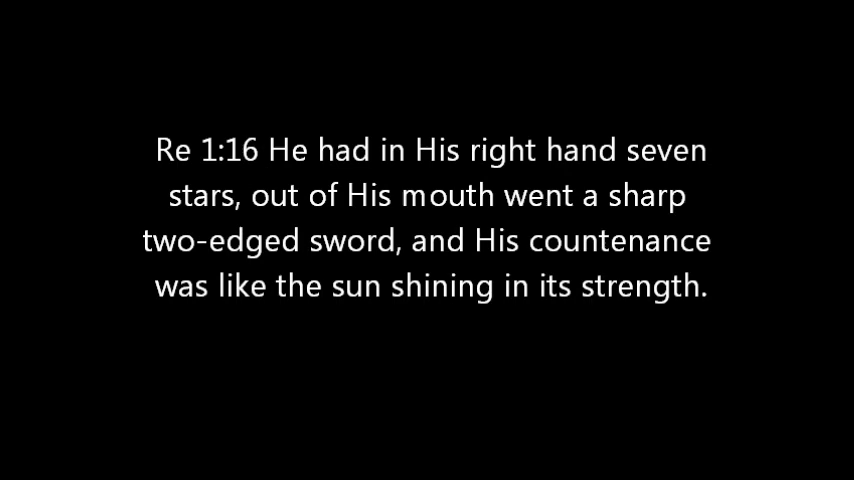 Re 1:16 He had in His right hand seven
stars, out of His mouth went a sharp
two-edged sword, and His countenance
was like the sun shining in its strength.